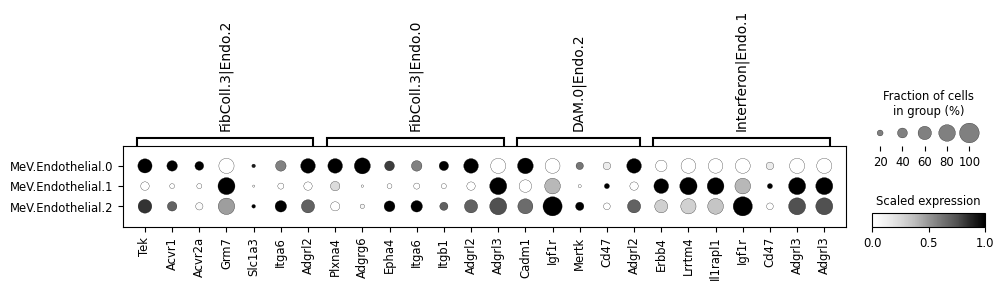 FibColl.3|Endo.2
FibColl.3|Endo.0
DAM.0|Endo.2
Interferon|Endo.1
MeV.Endothelial.0
MeV.Endothelial.1
MeV.Endothelial.2
Tek
Acvr1
Acvr2a
Grm7
Slc1a3
Itga6
Adgrl2
Plxna4
Adgrg6
Epha4
Itga6
Itgb1
Adgrl2
Adgrl3
Cadm1
Igf1r
Mertk
Cd47
Adgrl2
Erbb4
Lrrtm4
Il1rapl1
Igf1r
Cd47
Adgrl3
Adgrl3
Fraction of cells
in group (%)
20 40 60 80 100
Scaled expression
0.0 0.5 1.0